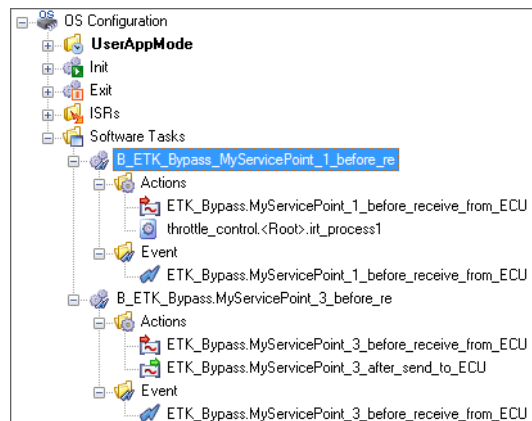 OS
OS Configuration
UserAppMode
Init
Exit
ISRs
Software Tasks
B_ETK_Bypass_MyServicePoint_1_before_re
Actions
ETK_Bypass.MyServicePoint_1_before_receive_from_ECU
throttle_control.<Root>.irt_process1
Event
ETK_Bypass.MyServicePoint_1_before_receive_from_ECU
B_ETK_Bypass.MyServicePoint_3_before_re
Actions
ETK_Bypass.MyServicePoint_3_before_receive_from_ECU
ETK_Bypass.MyServicePoint_3_after_send_to_ECU
Event
ETK_Bypass.MyServicePoint_3_before_receive_from_ECU